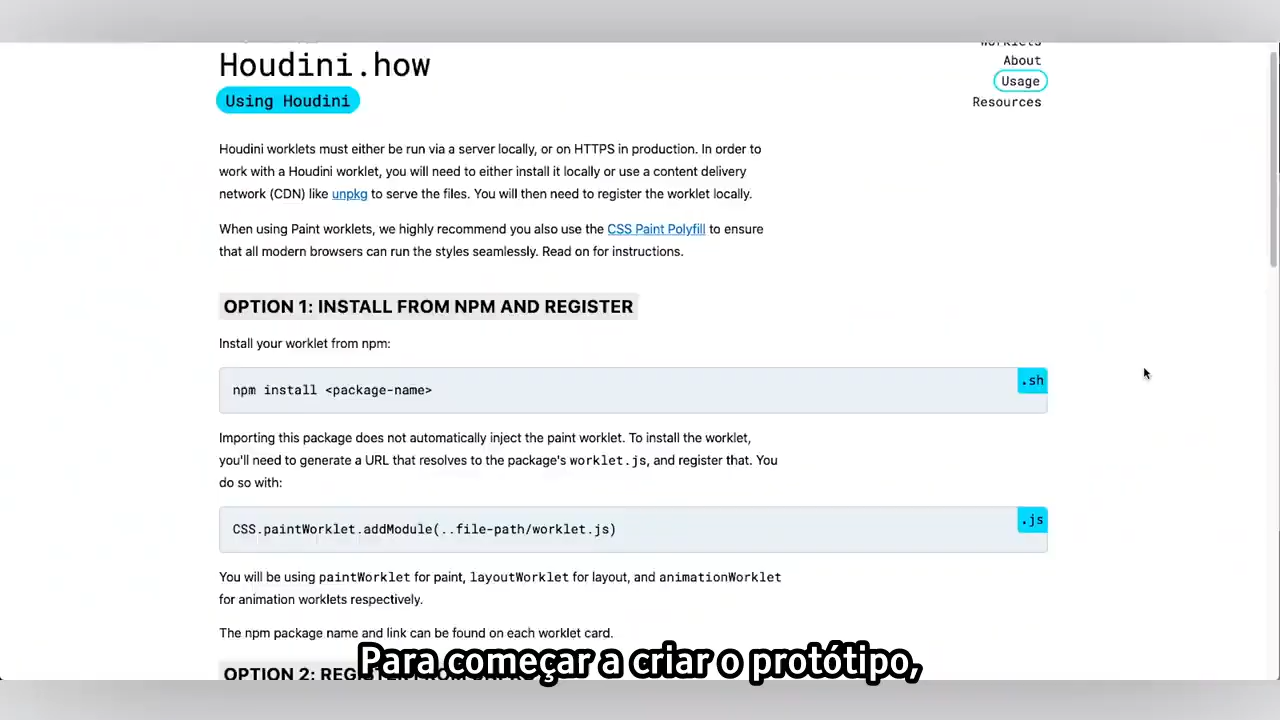 Houdini.how
Using Houdini
Worklets
About
Usage
Resources
Houdini worklets must either be run via a server locally, or on HTTPS in production. In order to
work with a Houdini worklet, you will need to either install it locally or use a content delivery
network (CDN) like unpkg to serve the files. You will then need to register the worklet locally.
When using Paint worklets, we highly recommend you also use the CSS Paint Polyfill to ensure
that all modern browsers can run the styles seamlessly. Read on for instructions.
OPTION 1: INSTALL FROM NPM AND REGISTER
Install your worklet from npm:
npm install <package-name>
.sh
Importing this package does not automatically inject the paint worklet. To install the worklet,
you'll need to generate a URL that resolves to the package's worklet.js, and register that. You
do so with:
CSS.paintWorklet.addModule(..file-path/worklet.js)
.js
You will be using paintWorklet for paint, layoutWorklet for layout, and animationWorklet
for animation worklets respectively.
The npm package name and link can be found on each worklet card.
OPTION 2:
Para começar a criar o protótipo,